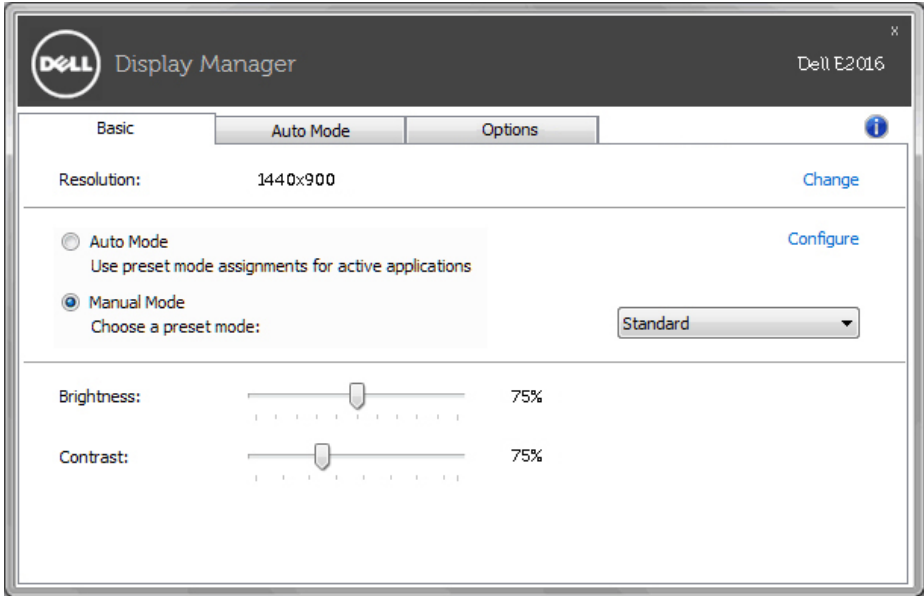 x
DELL Display Manager
Dell E2016
Basic Auto Mode Options i
Resolution: 1440x900 Change
Auto Mode Configure
Use preset mode assignments for active applications
Manual Mode
Choose a preset mode: Standard
Brightness: 75%
Contrast: 75%